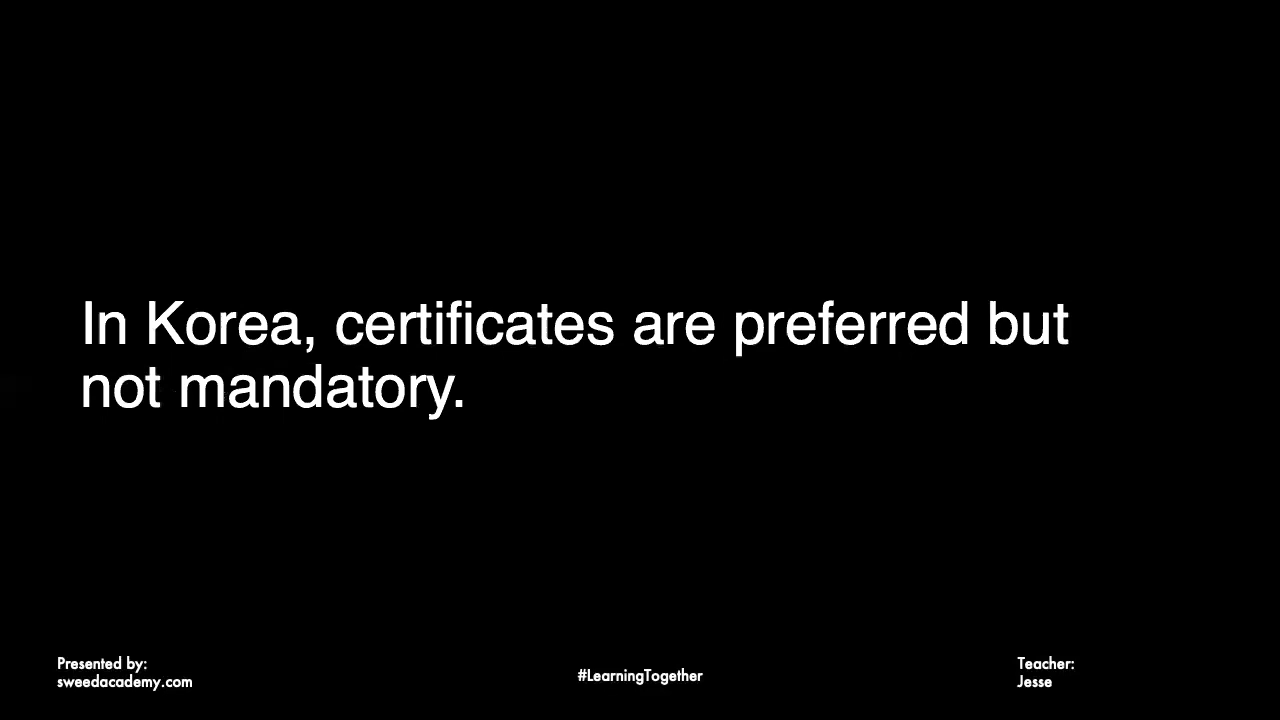 In Korea, certificates are preferred but
not mandatory.
Presented by:
sweedacademy.com
#LearningTogether
Teacher:
Jesse